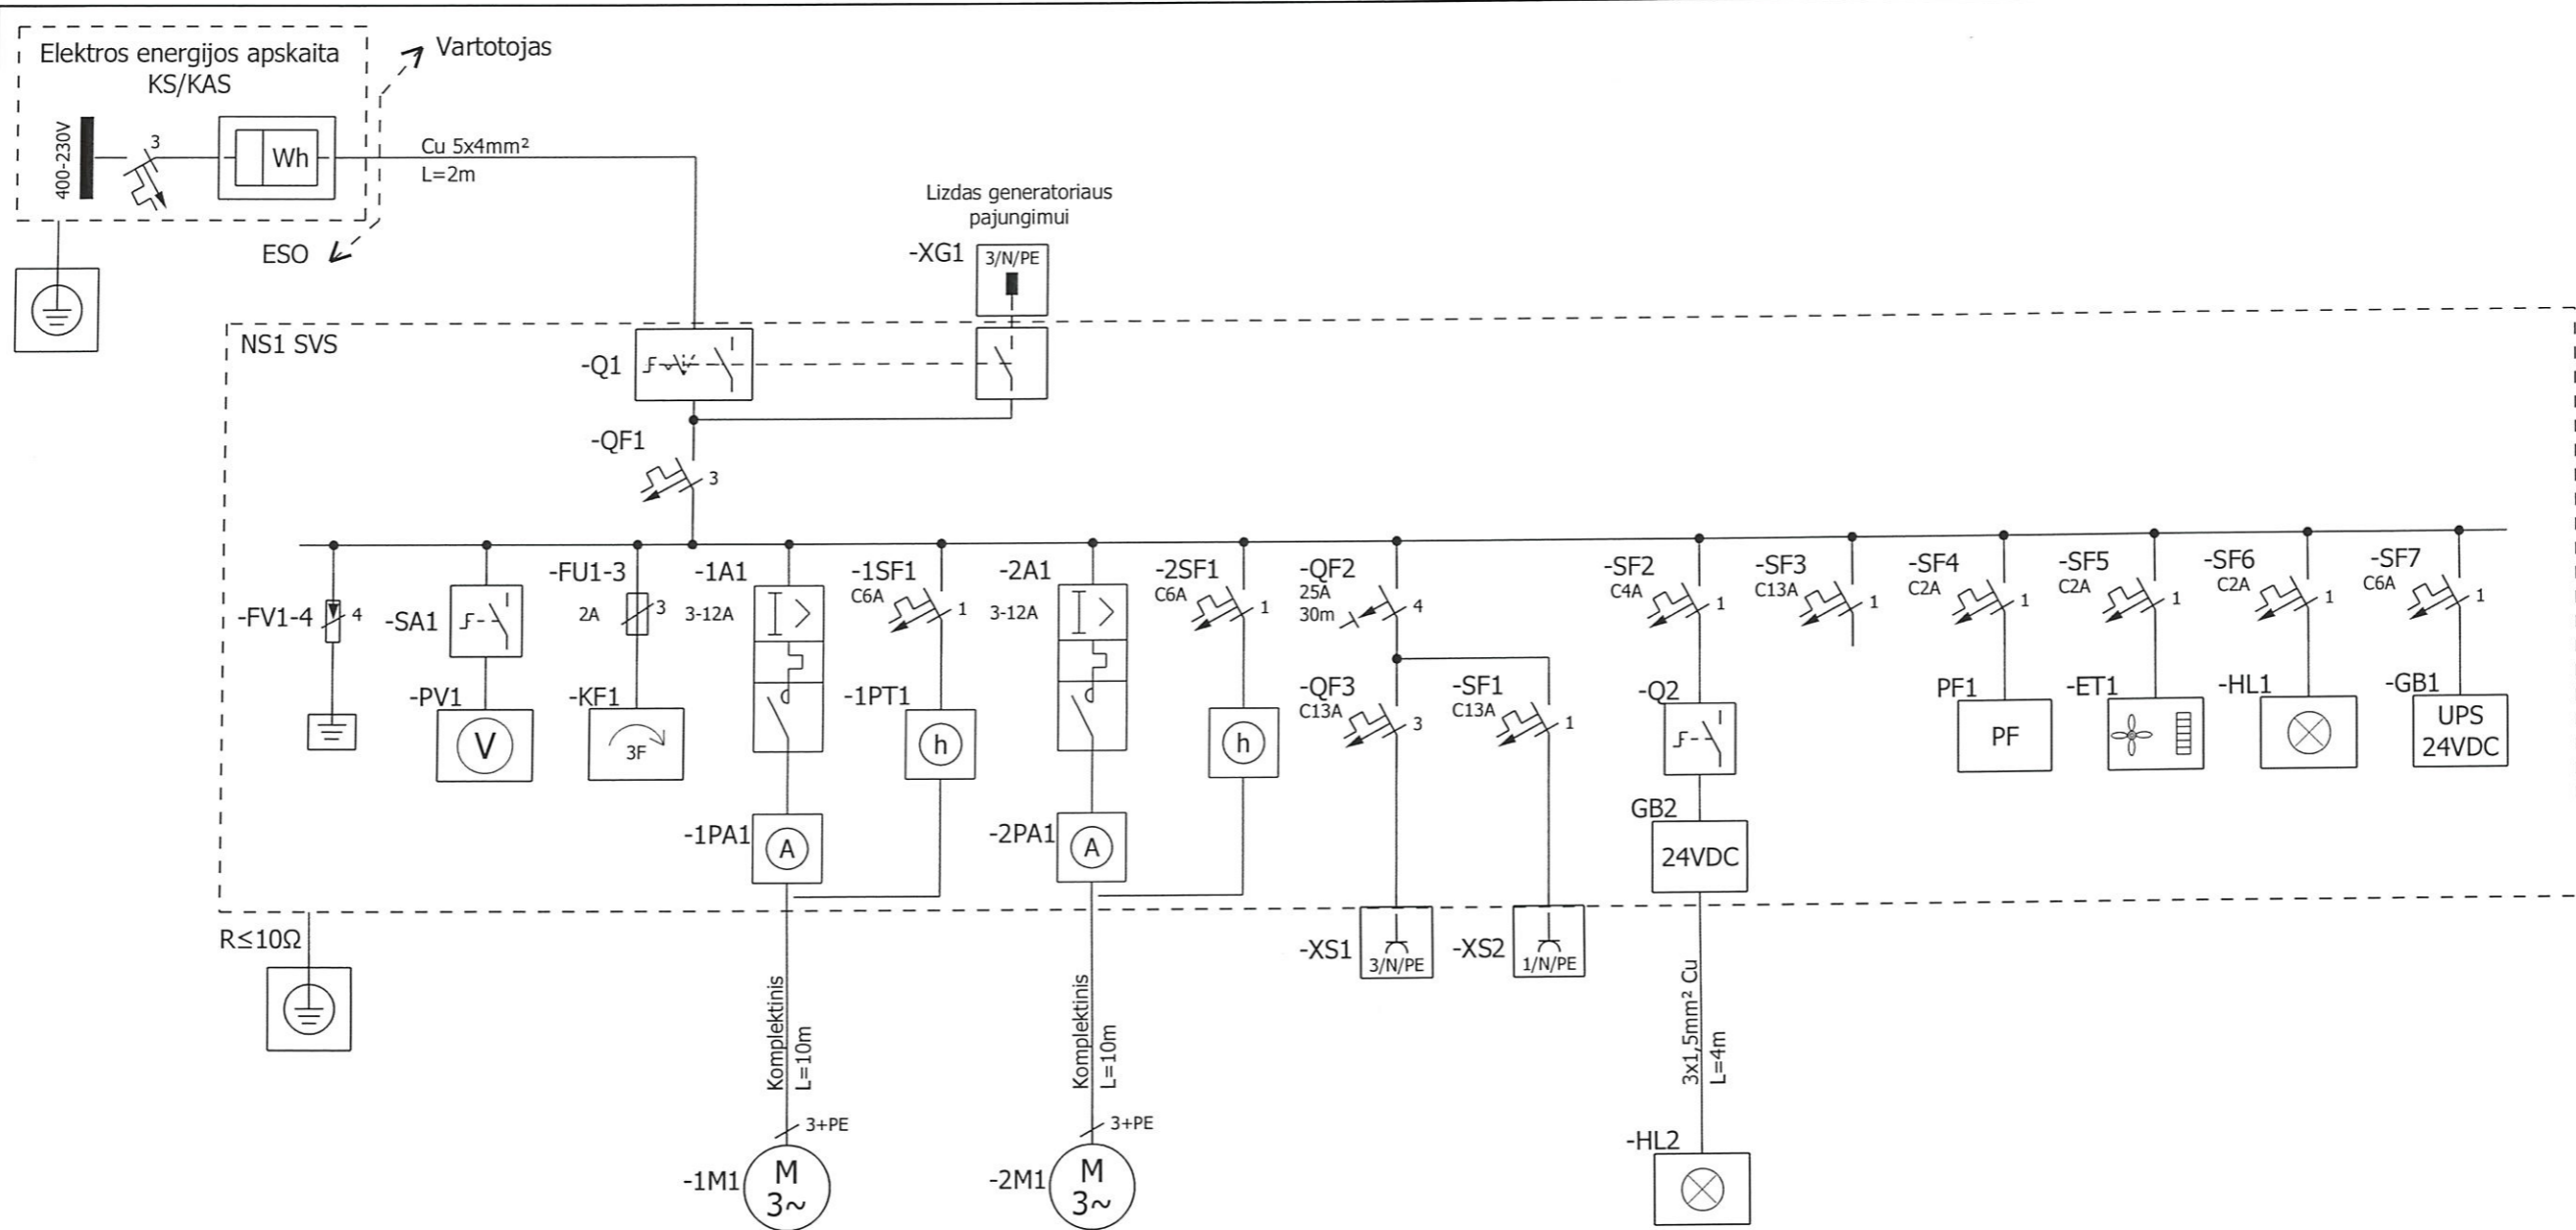 Elektros energijos apskaita
KS/KAS
Vartotojas
400-230V
3
Wh
Cu 5x4mm²
L=2m
ESO
Lizdas generatoriaus
pajungimui
-XG1
3/N/PE
NS1 SVS
-Q1
-QF1
3
-FV1-4
4
-SA1
-PV1
V
-FU1-3
2A
3
-KF1
3F
-1A1
3-12A
-1PA1
A
-1SF1
C6A
1
-1PT1
h
-2A1
3-12A
-2PA1
A
-2SF1
C6A
1
h
-QF2
25A
30m
4
-QF3
C13A
3
-SF1
C13A
1
-XS1
3/N/PE
-XS2
1/N/PE
-SF2
C4A
1
-Q2
GB2
24VDC
-SF3
C13A
1
-SF4
C2A
1
PF1
PF
-SF5
C2A
1
-ET1
-SF6
C2A
1
-HL1
-SF7
C6A
1
-GB1
UPS
24VDC
R≤10Ω
Komplektinis
L=10m
3+PE
-1M1
M
3~
Komplektinis
L=10m
3+PE
-2M1
M
3~
3x1,5mm² Cu
L=4m
-HL2